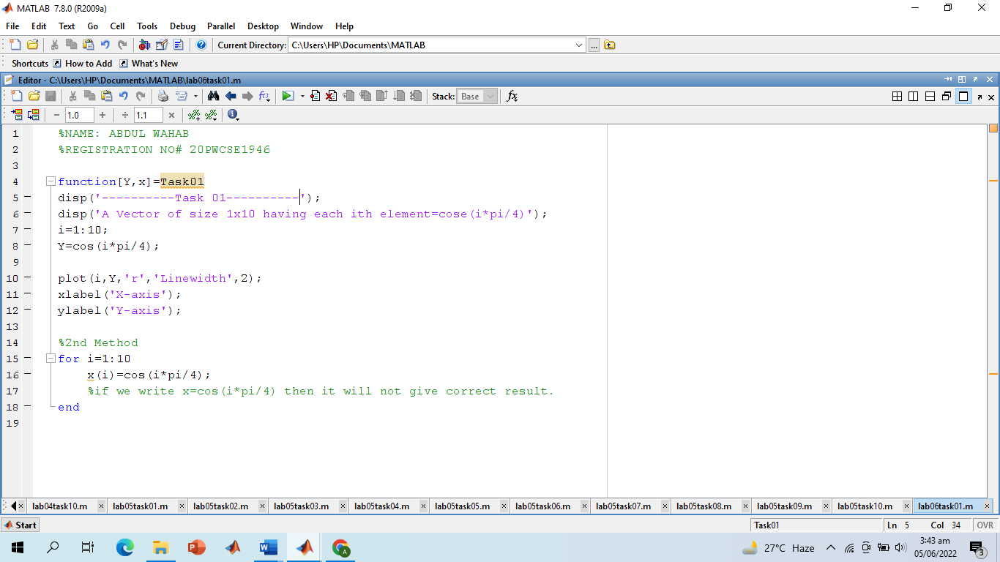 MATLAB 7.8.0 (R2009a)
File Edit Text Go Cell Tools Debug Parallel Desktop Window Help
Current Directory: C:\Users\HP\Documents\MATLAB ...
Shortcuts How to Add What's New
Editor - C:\Users\HP\Documents\MATLAB\lab06task01.m
Stack: Base fx
− 1.0 + ÷ 1.1 ×
1 %NAME: ABDUL WAHAB
2 %REGISTRATION NO# 20PWCSE1946
3
4 function[Y,x]=Task01
5 disp('----------Task 01----------');
6 disp('A Vector of size 1x10 having each ith element=cose(i*pi/4)');
7 i=1:10;
8 Y=cos(i*pi/4);
9
10 plot(i,Y,'r','Linewidth',2);
11 xlabel('X-axis');
12 ylabel('Y-axis');
13
14 %2nd Method
15 for i=1:10
16 x(i)=cos(i*pi/4);
17 %if we write x=cos(i*pi/4) then it will not give correct result.
18 end
19
lab04task10.m lab05task01.m lab05task02.m lab05task03.m lab05task04.m lab05task05.m lab05task06.m lab05task07.m lab05task08.m lab05task09.m lab05task10.m lab06task01.m
Start Task01 Ln 5 Col 34 OVR
27°C Haze 3:43 am
05/06/2022 3